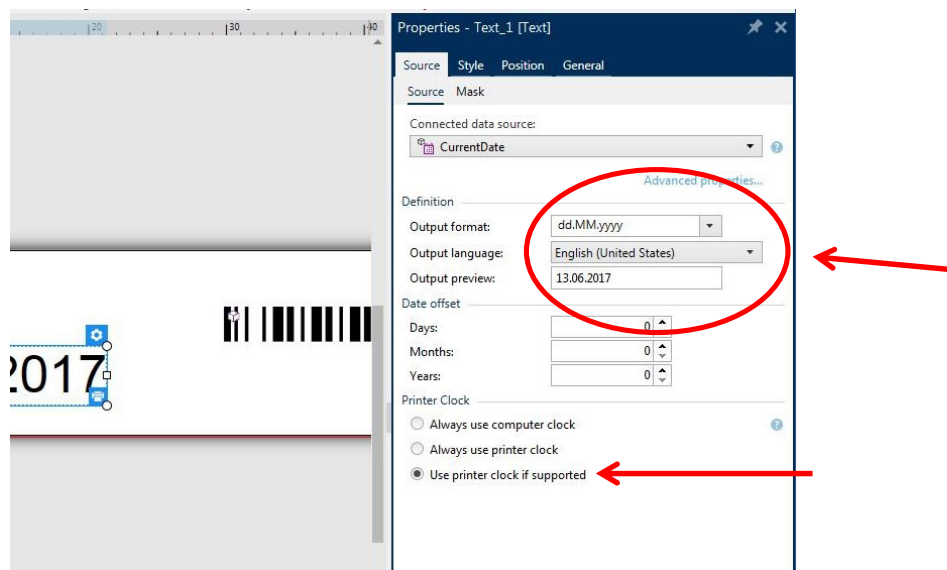 20 30 40
Properties - Text_1 [Text]
Source Style Position General
Source Mask
Connected data source:
CurrentDate
Advanced properties...
Definition
Output format: dd.MM.yyyy
Output language: English (United States)
Output preview: 13.06.2017
Date offset
Days: 0
Months: 0
Years: 0
Printer Clock
Always use computer clock
Always use printer clock
Use printer clock if supported
2017